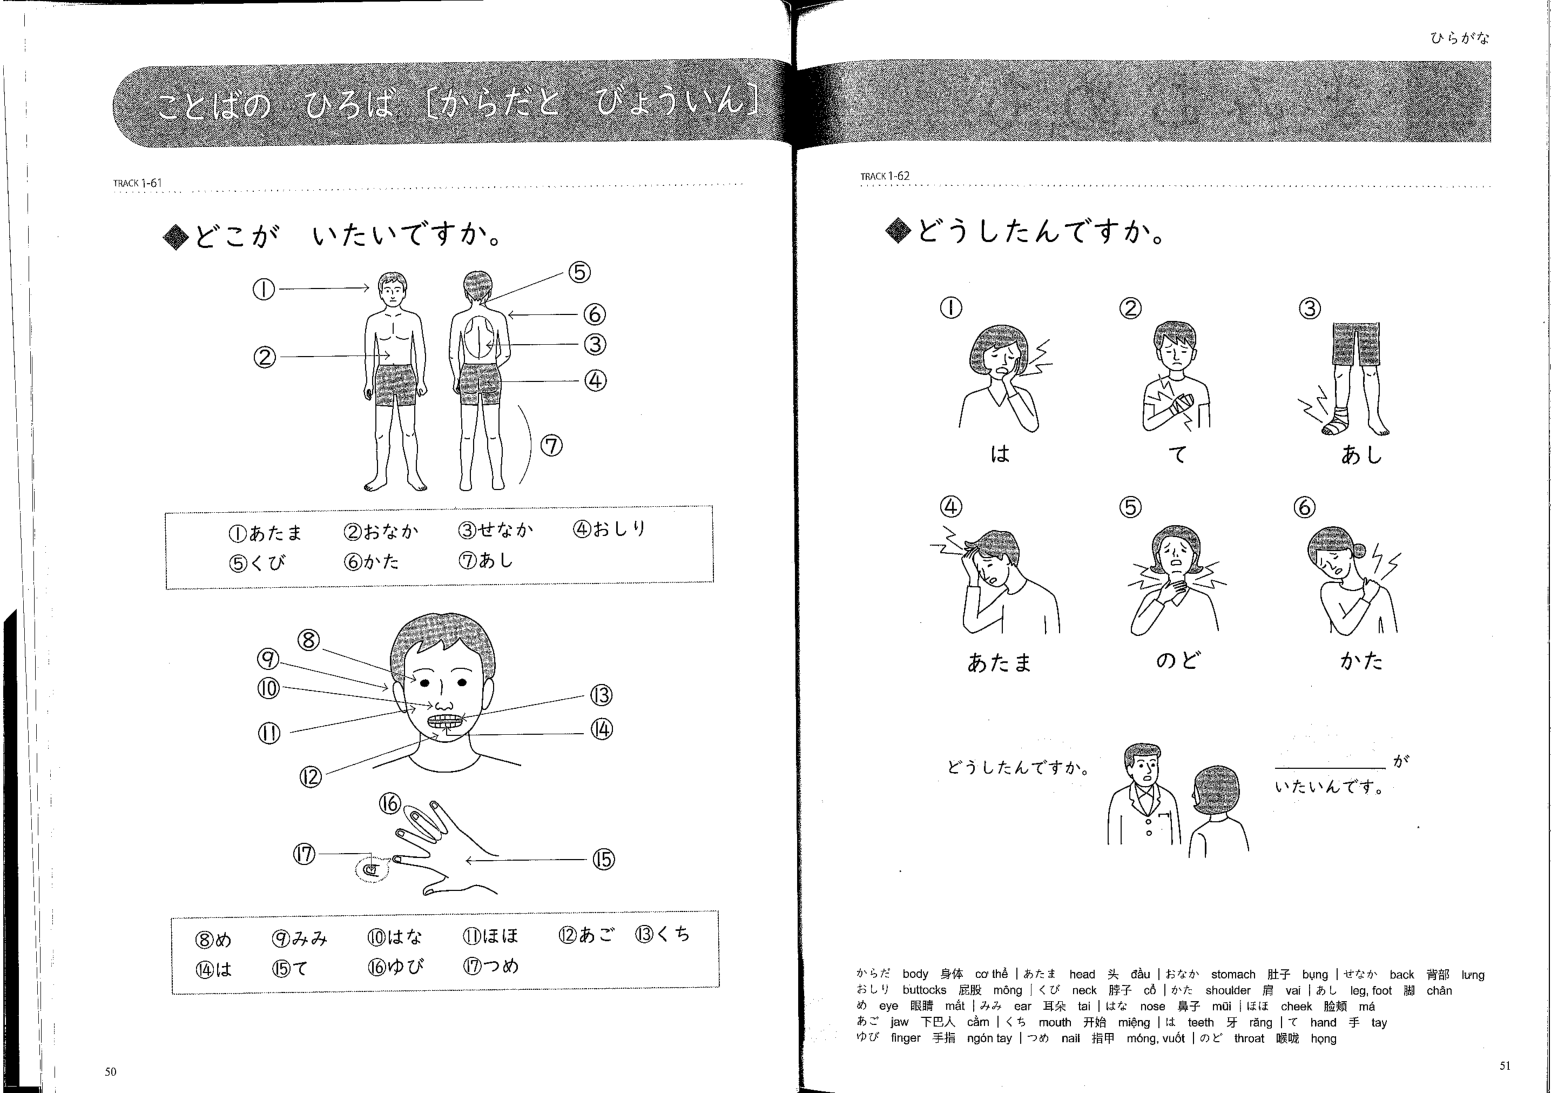 ことばの ひろば [からだと びょういん]
TRACK 1-61
◆どこが いたいですか。
①
②
⑤
⑥
③
④
⑦
①あたま ②おなか ③せなか ④おしり
⑤くび ⑥かた ⑦あし
⑧
⑨
⑩
⑪
⑫
⑬
⑭
⑯
⑰
⑮
⑧め ⑨みみ ⑩はな ⑪ほほ ⑫あご ⑬くち
⑭は ⑮て ⑯ゆび ⑰つめ
50
ひらがな
TRACK 1-62
◆どうしたんですか。
① ② ③
は て あし
④ ⑤ ⑥
あたま のど かた
どうしたんですか。
______が
いたいんです。
からだ body 身体 cơ thể | あたま head 头 đầu | おなか stomach 肚子 bụng | せなか back 背部 lưng
おしり buttocks 屁股 mông | くび neck 脖子 cổ | かた shoulder 肩 vai | あし leg, foot 脚 chân
め eye 眼睛 mắt | みみ ear 耳朵 tai | はな nose 鼻子 mũi | ほほ cheek 脸颊 má
あご jaw 下巴人 cằm | くち mouth 开始 miệng | は teeth 牙 răng | て hand 手 tay
ゆび finger 手指 ngón tay | つめ nail 指甲 móng, vuốt | のど throat 喉咙 họng
51